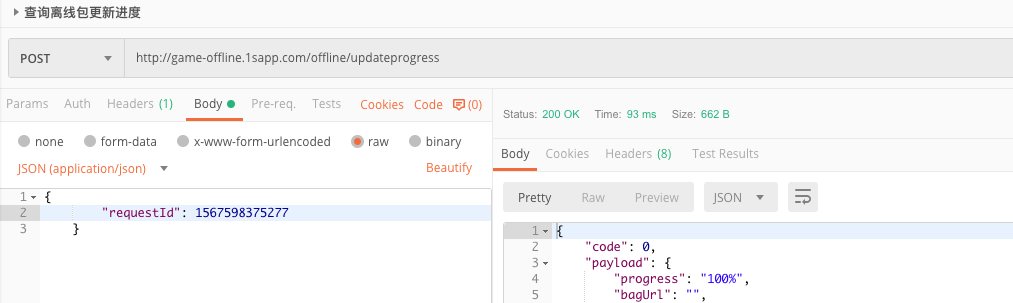 查询离线包更新进度
POST http://game-offline.1sapp.com/offline/updateprogress
Params Auth Headers (1) Body Pre-req. Tests Cookies Code (0)
none form-data x-www-form-urlencoded raw binary
JSON (application/json) Beautify
1 {
2 "requestId": 1567598375277
3 }
Status: 200 OK Time: 93 ms Size: 662 B
Body Cookies Headers (8) Test Results
Pretty Raw Preview JSON
1 {
2 "code": 0,
3 "payload": {
4 "progress": "100%",
5 "bagUrl": "",